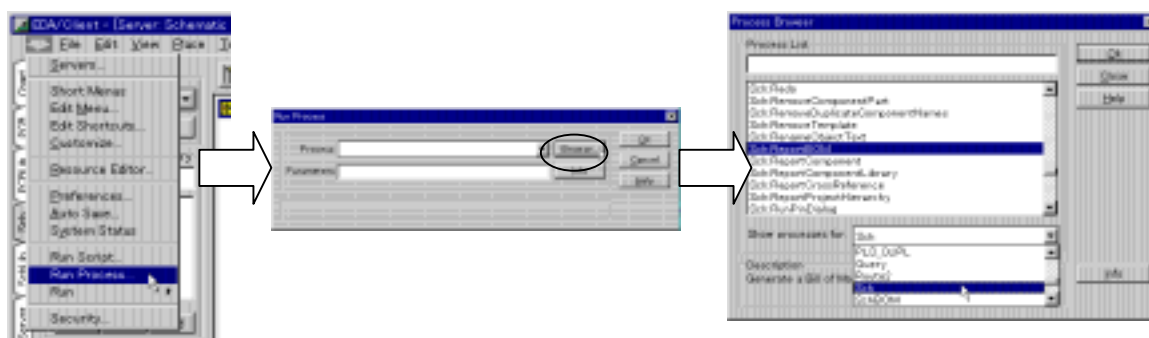 EDA/Client - [Server: Schematic
File Edit View Place
Servers...
Short Menus
Edit Menu...
Edit Shortcuts...
Customize...
Resource Editor...
Preferences...
Auto Save...
System Status
Run Script...
Run Process...
Run
Security...
Run Process
Process:
Browse...
Parameters:
OK
Cancel
Info
Process Browser
Process List
Sch:Redo
Sch:RemoveComponentPart
Sch:RemoveDuplicateComponentNames
Sch:RemoveTemplate
Sch:RenameObjectText
Sch:ReportBOM
Sch:ReportComponent
Sch:ReportComponentLibrary
Sch:ReportCrossReference
Sch:ReportProjectHierarchy
Sch:RunPinDialog
Ok
Close
Help
Show processes for: Sch
PLD_DUPL
Query
Route2
Sch
SchBOM
Description
Generate a Bill of
Info